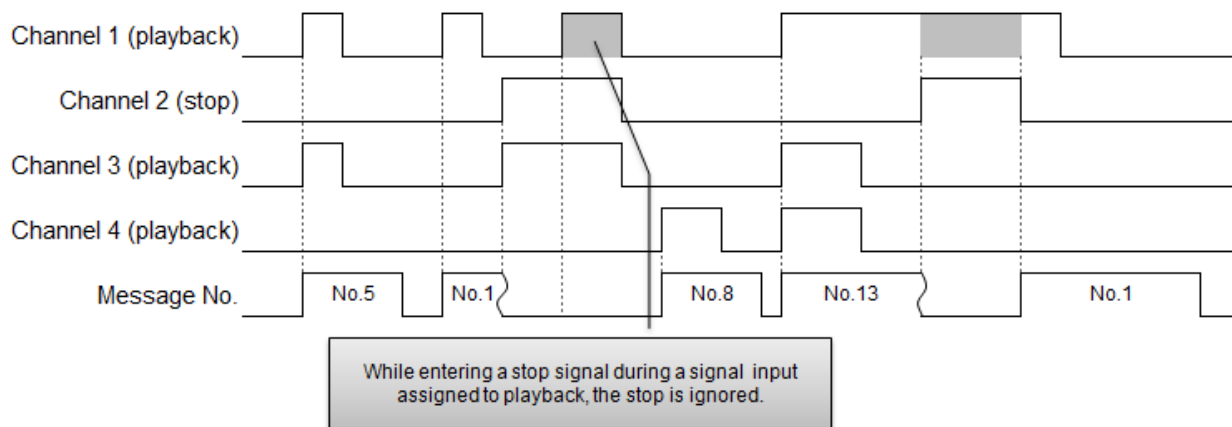 Channel 1 (playback)
Channel 2 (stop)
Channel 3 (playback)
Channel 4 (playback)
Message No.
No.5
No.1
No.8
No.13
No.1
While entering a stop signal during a signal input
assigned to playback, the stop is ignored.